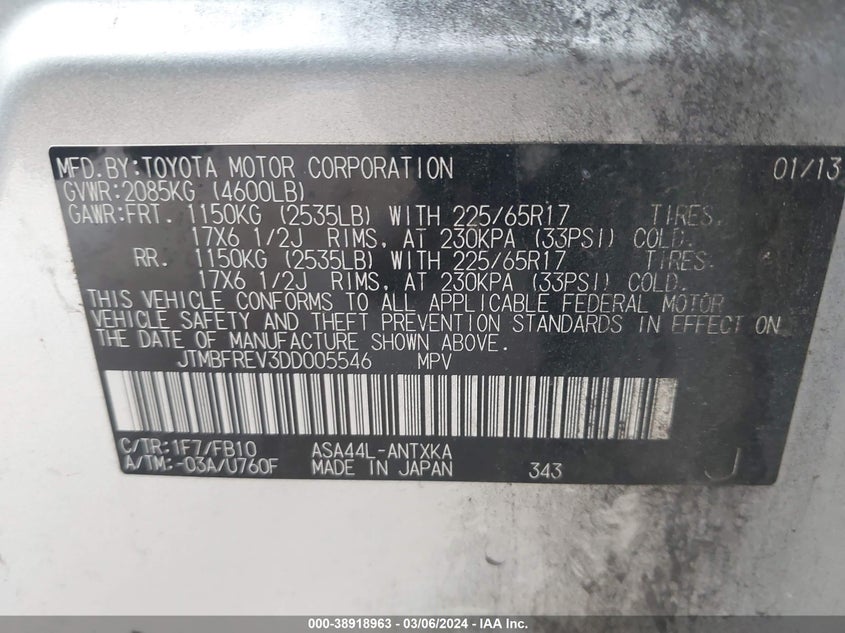 MFD.BY:TOYOTA MOTOR CORPORATION 01/13
GVWR:2085KG (4600LB)
GAWR:FRT. 1150KG (2535LB) WITH 225/65R17 TIRES,
17X6 1/2J RIMS, AT 230KPA (33PSI) COLD.
RR. 1150KG (2535LB) WITH 225/65R17 TIRES,
17X6 1/2J RIMS, AT 230KPA (33PSI) COLD.
THIS VEHICLE CONFORMS TO ALL APPLICABLE FEDERAL MOTOR
VEHICLE SAFETY AND THEFT PREVENTION STANDARDS IN EFFECT ON
THE DATE OF MANUFACTURE SHOWN ABOVE.
JTMBFREV3DD005546 MPV
C/TR:1F7/FB10 ASA44L-ANTXKA
A/TM:-03A/U760F MADE IN JAPAN 343 J
000-38918963 - 03/06/2024 - IAA Inc.